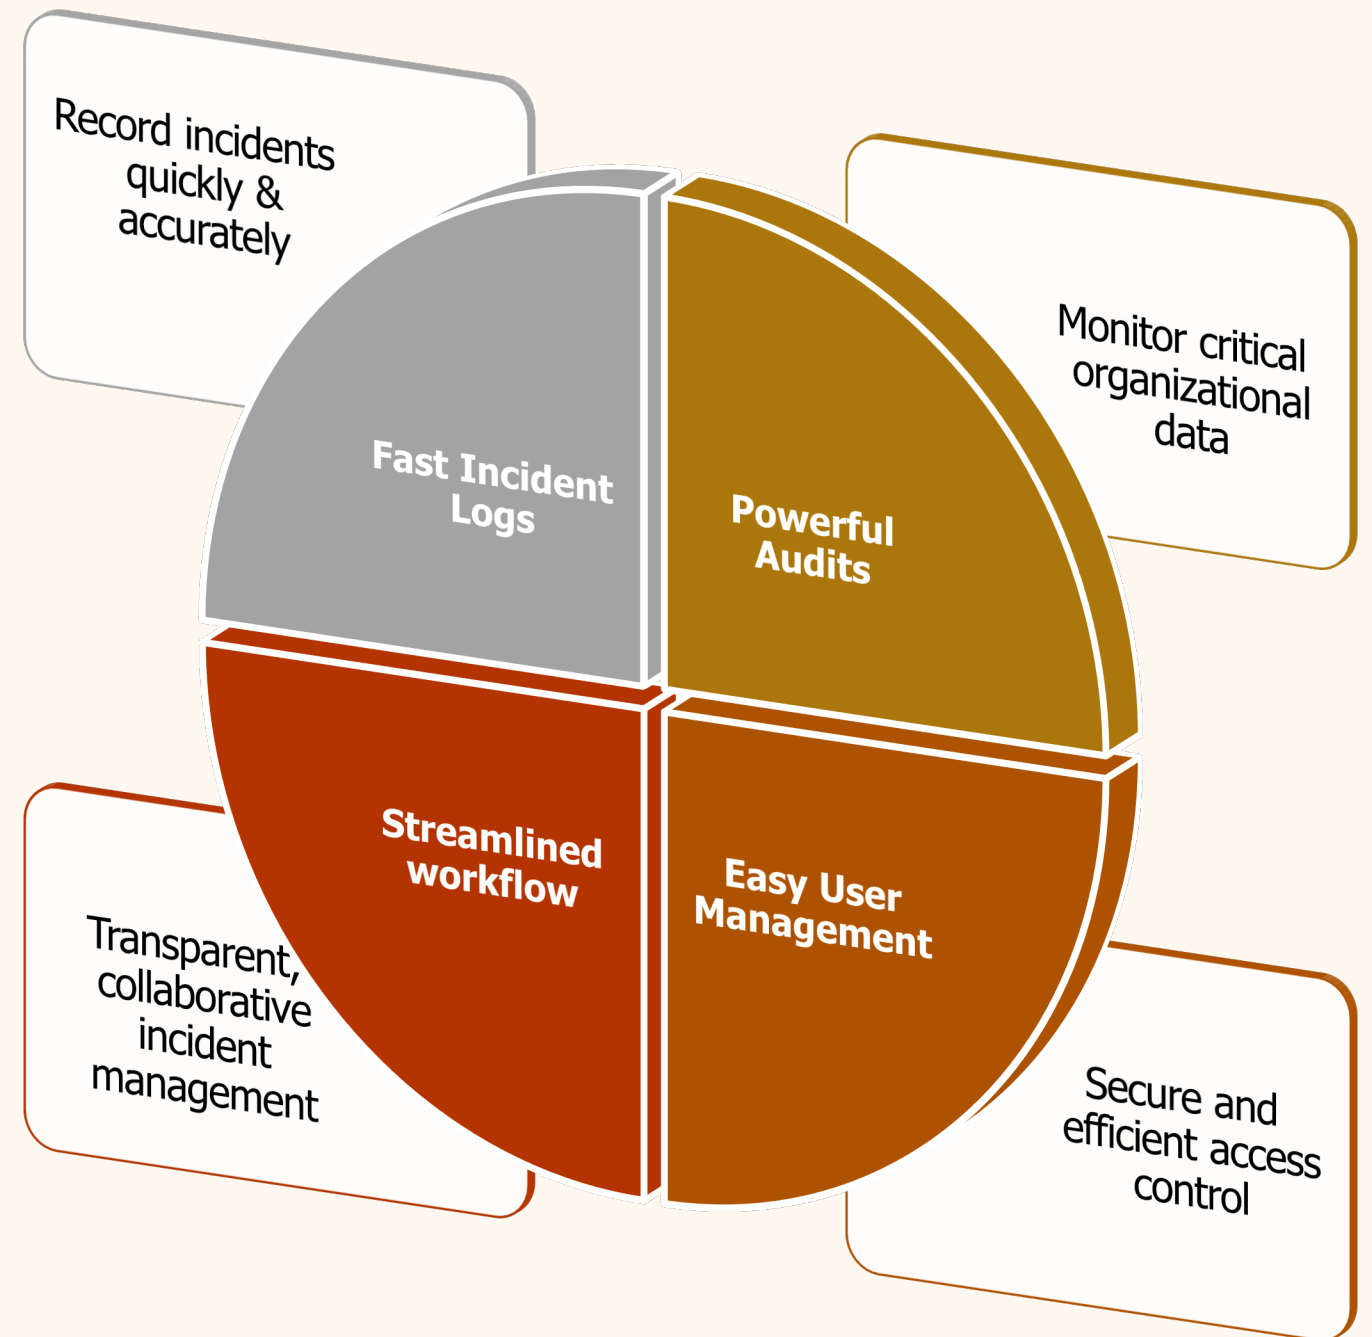 Record incidents
quickly &
accurately
Monitor critical
organizational
data
Fast Incident
Logs
Powerful
Audits
Streamlined
workflow
Easy User
Management
Transparent,
collaborative
incident
management
Secure and
efficient access
control